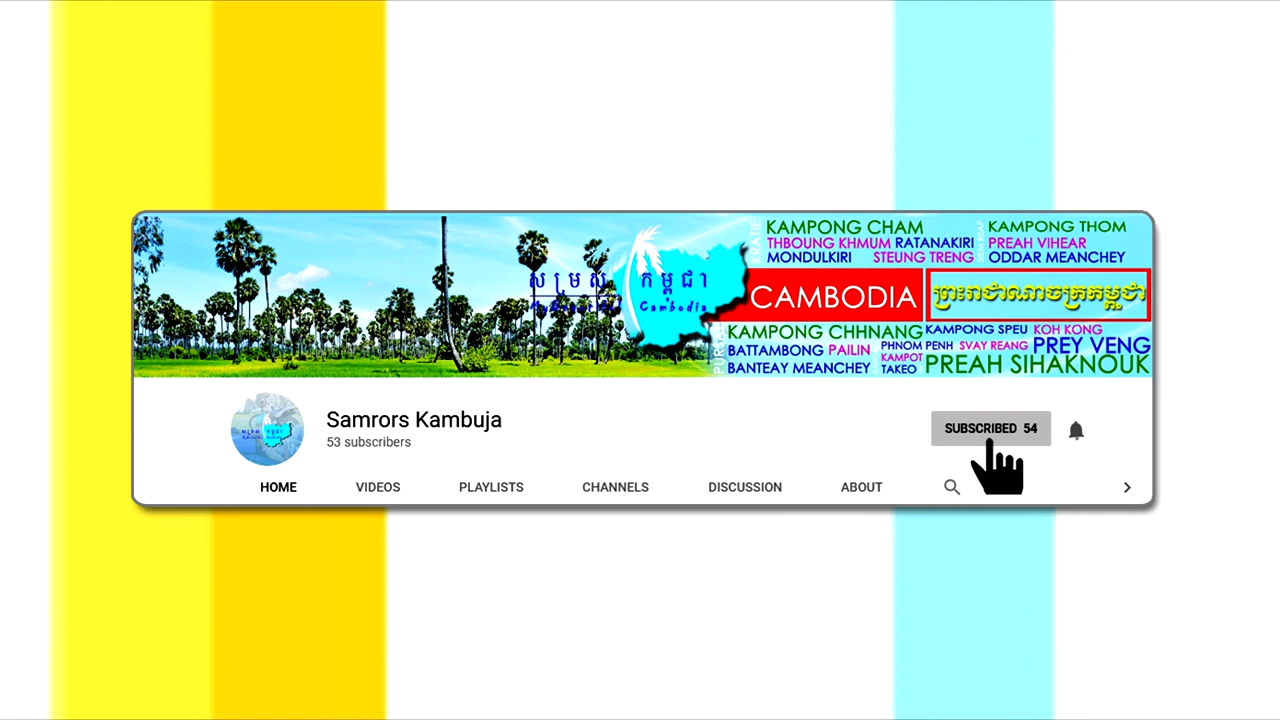 KAMPONG CHAM
KAMPONG THOM
THBOUNG KHMUM RATANAKIRI
PREAH VIHEAR
MONDULKIRI
STEUNG TRENG
ODDAR MEANCHEY
សម្រស់ កម្ពុជា
Cambodia
CAMBODIA
ព្រះរាជាណាចក្រកម្ពុជា
KAMPONG CHHNANG
KAMPONG SPEU
KOH KONG
BATTAMBONG PAILIN
PHNOM PENH
SVAY REANG
PREY VENG
BANTEAY MEANCHEY
KAMPOT
TAKEO
PREAH SIHAKNOUK
Samrors Kambuja
53 subscribers
SUBSCRIBED 54
HOME VIDEOS PLAYLISTS CHANNELS DISCUSSION ABOUT